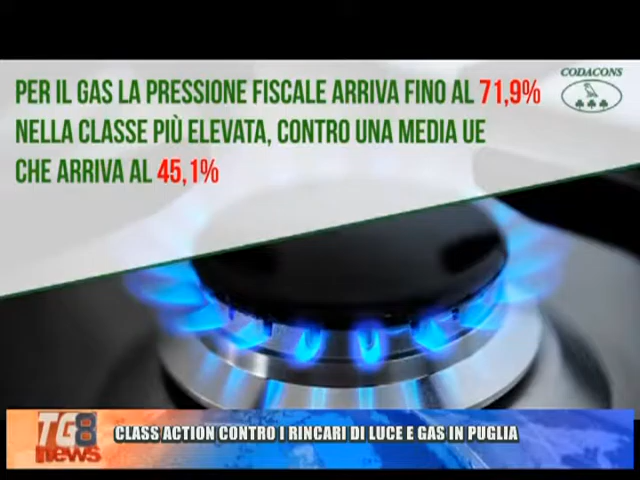 CODACONS
PER IL GAS LA PRESSIONE FISCALE ARRIVA FINO AL 71,9%
NELLA CLASSE PIÙ ELEVATA, CONTRO UNA MEDIA UE
CHE ARRIVA AL 45,1%
TG8
news
CLASS ACTION CONTRO I RINCARI DI LUCE E GAS IN PUGLIA